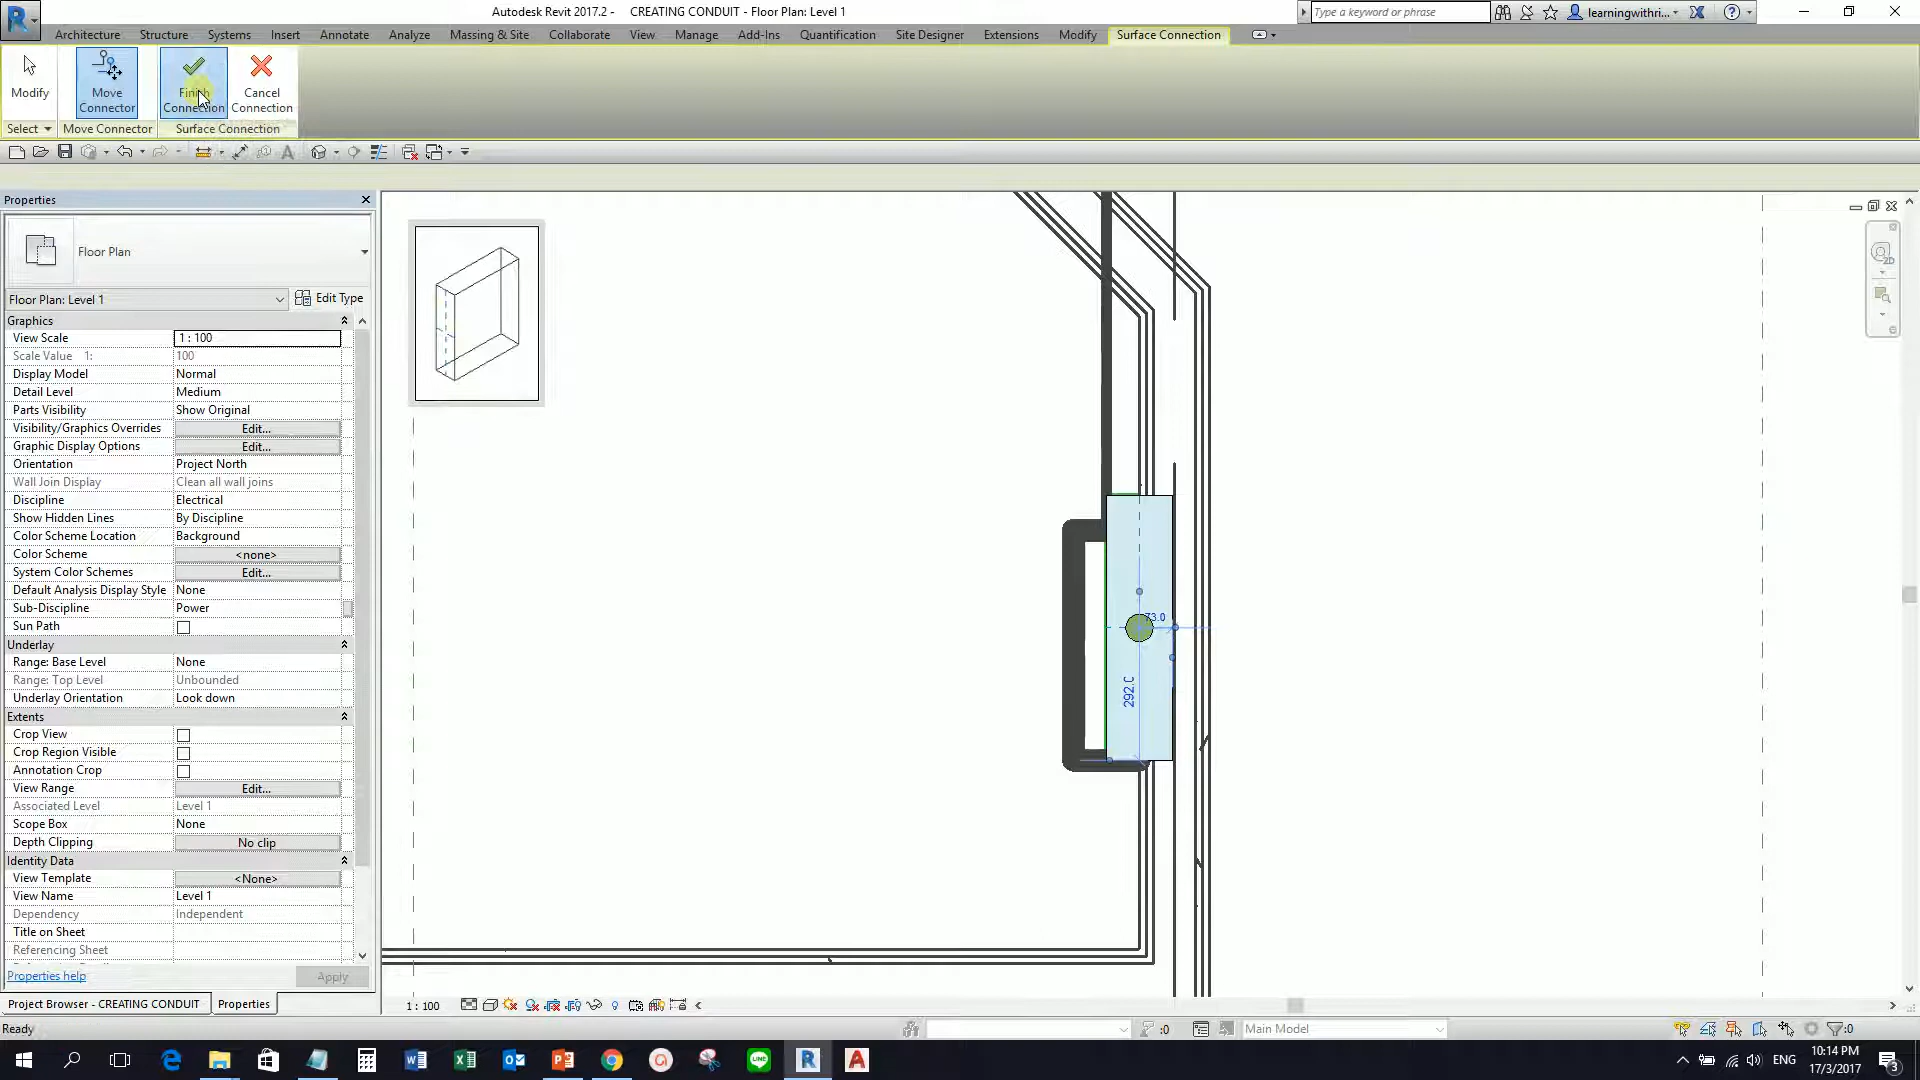 Autodesk Revit 2017.2 -     CREATING CONDUIT - Floor Plan: Level 1
Type a keyword or phrase
learningwithri...
Architecture Structure Systems Insert Annotate Analyze Massing & Site Collaborate View Manage Add-Ins Quantification Site Designer Extensions Modify Surface Connection
Modify
Move Connector
Finish Connection
Cancel Connection
Select Move Connector Surface Connection
Properties
Floor Plan
Floor Plan: Level 1
Edit Type
Graphics
View Scale 1 : 100
Scale Value 1: 100
Display Model Normal
Detail Level Medium
Parts Visibility Show Original
Visibility/Graphics Overrides Edit...
Graphic Display Options Edit...
Orientation Project North
Wall Join Display Clean all wall joins
Discipline Electrical
Show Hidden Lines By Discipline
Color Scheme Location Background
Color Scheme <none>
System Color Schemes Edit...
Default Analysis Display Style None
Sub-Discipline Power
Sun Path
Underlay
Range: Base Level None
Range: Top Level Unbounded
Underlay Orientation Look down
Extents
Crop View
Crop Region Visible
Annotation Crop
View Range Edit...
Associated Level Level 1
Scope Box None
Depth Clipping No clip
Identity Data
View Template <None>
View Name Level 1
Dependency Independent
Title on Sheet
Referencing Sheet
Properties help
Apply
Project Browser - CREATING CONDUIT Properties
2D
73.0
292.0
1 : 100
Ready
:0
Main Model
:0
ENG
10:14 PM
17/3/2017
3